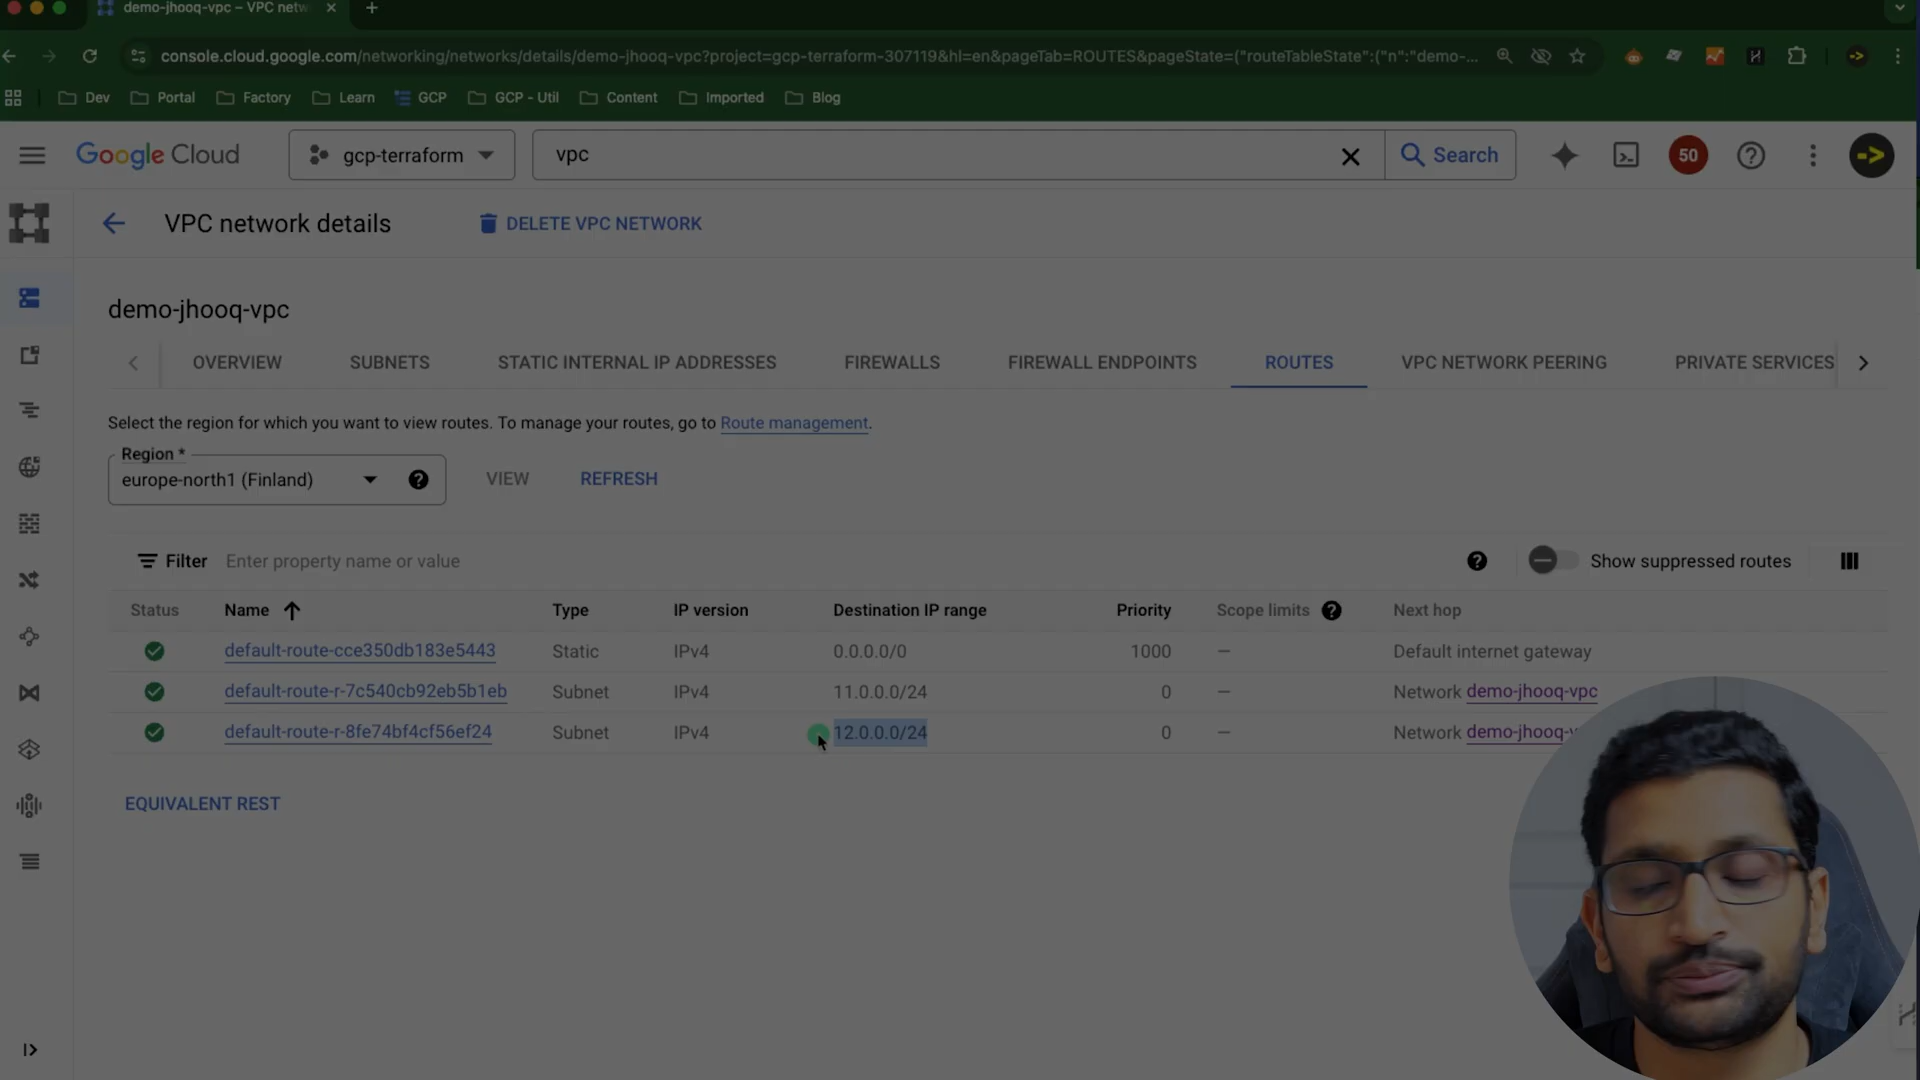 demo-jhooq-vpc – VPC netw
console.cloud.google.com/networking/networks/details/demo-jhooq-vpc?project=gcp-terraform-307119&hl=en&pageTab=ROUTES&pageState=("routeTableState":("n":"demo-...
Dev
Portal
Factory
Learn
GCP
GCP - Util
Content
Imported
Blog
Google Cloud
gcp-terraform
vpc
Search
50
VPC network details
DELETE VPC NETWORK
demo-jhooq-vpc
OVERVIEW
SUBNETS
STATIC INTERNAL IP ADDRESSES
FIREWALLS
FIREWALL ENDPOINTS
ROUTES
VPC NETWORK PEERING
PRIVATE SERVICES
Select the region for which you want to view routes. To manage your routes, go to Route management.
Region *
europe-north1 (Finland)
VIEW
REFRESH
Filter Enter property name or value
Show suppressed routes
Status Name Type IP version Destination IP range Priority Scope limits Next hop
default-route-cce350db183e5443 Static IPv4 0.0.0.0/0 1000 — Default internet gateway
default-route-r-7c540cb92eb5b1eb Subnet IPv4 11.0.0.0/24 0 — Network demo-jhooq-vpc
default-route-r-8fe74bf4cf56ef24 Subnet IPv4 12.0.0.0/24 0 — Network demo-jhooq-v
EQUIVALENT REST